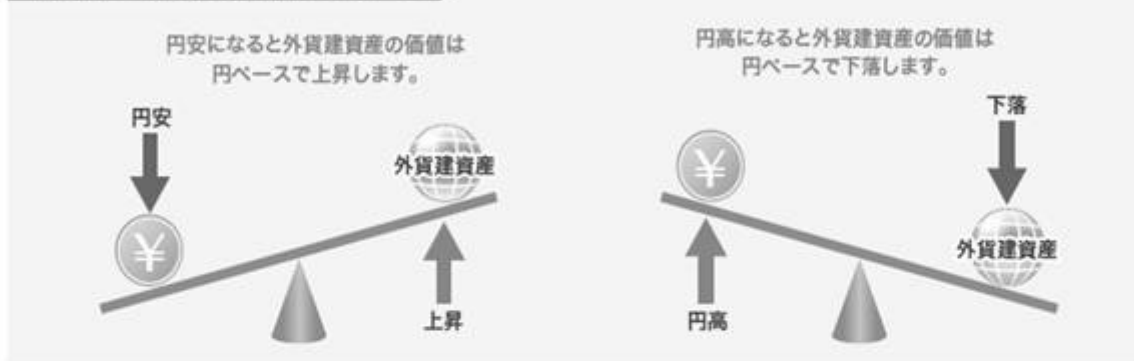 円安になると外貨建資産の価値は
円ベースで上昇します。
円安
外貨建資産
¥
上昇
円高になると外貨建資産の価値は
円ベースで下落します。
下落
¥
外貨建資産
円高